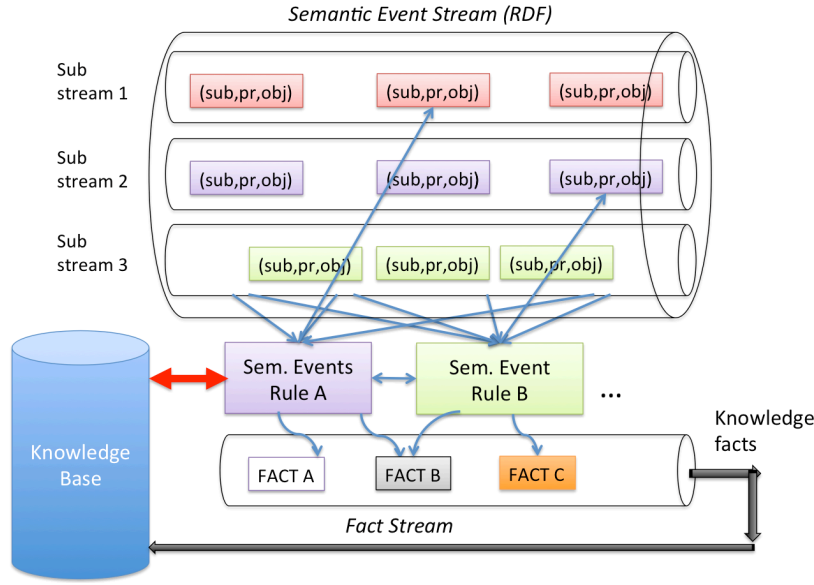 Semantic Event Stream (RDF)
Sub
stream 1
(sub,pr,obj)
(sub,pr,obj)
(sub,pr,obj)
Sub
stream 2
(sub,pr,obj)
(sub,pr,obj)
(sub,pr,obj)
Sub
stream 3
(sub,pr,obj)
(sub,pr,obj)
(sub,pr,obj)
Sem. Events
Rule A
Sem. Event
Rule B
...
Knowledge
Base
Knowledge
facts
FACT A
FACT B
FACT C
Fact Stream